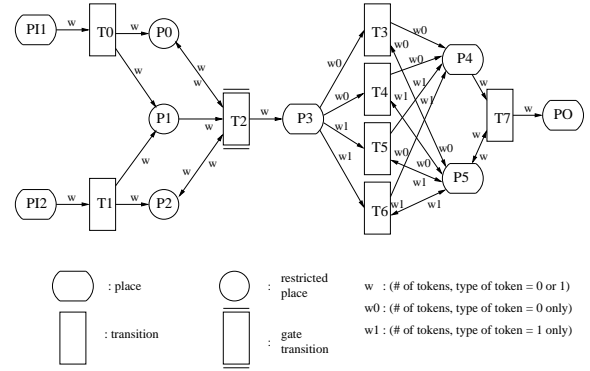 PI1
w
T0
w
P0
w
w
w
P1
w
T2
w
P3
w
w
w
PI2
w
T1
w
P2
w0
w0
w1
w1
T3
T4
T5
T6
w0
w0
w0
w1
w1
w0
w0
w1
w1
w1
P4
P5
w
w
T7
w
PO
: place
: transition
: restricted
place
: gate
transition
w : (# of tokens, type of token = 0 or 1)
w0 : (# of tokens, type of token = 0 only)
w1 : (# of tokens, type of token = 1 only)